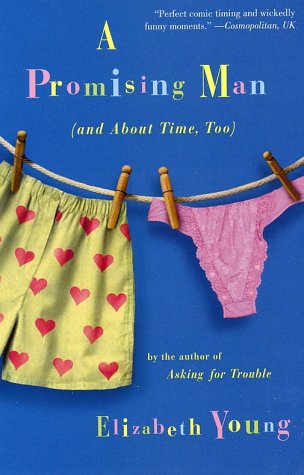 "Perfect comic timing and wickedly
funny moments." —Cosmopolitan, UK
A
Promising Man
(and About Time, Too)
by the author of
Asking for Trouble
Elizabeth Young